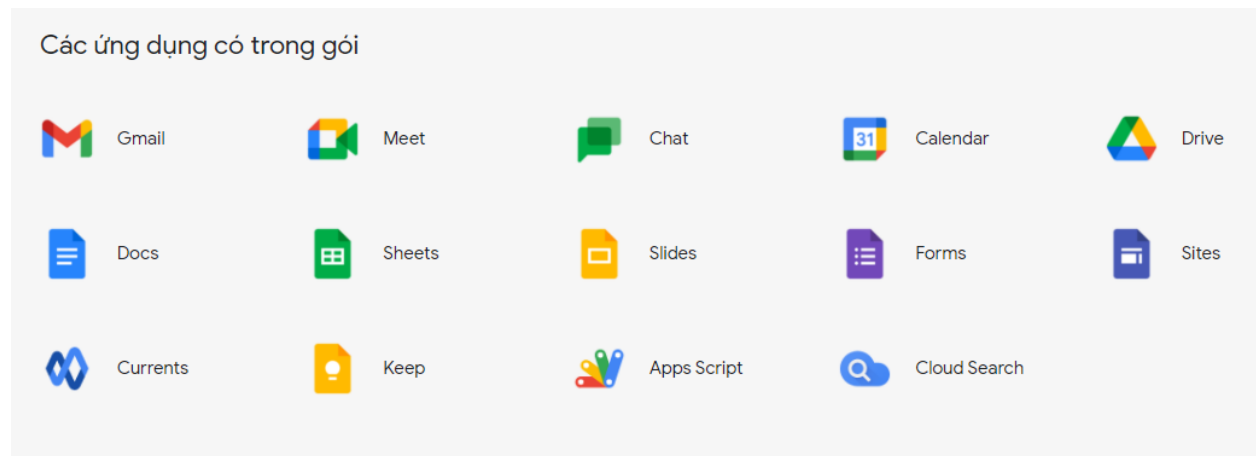 Các ứng dụng có trong gói
Gmail
Meet
Chat
31
Calendar
Drive
Docs
Sheets
Slides
Forms
Sites
Currents
Keep
Apps Script
Cloud Search